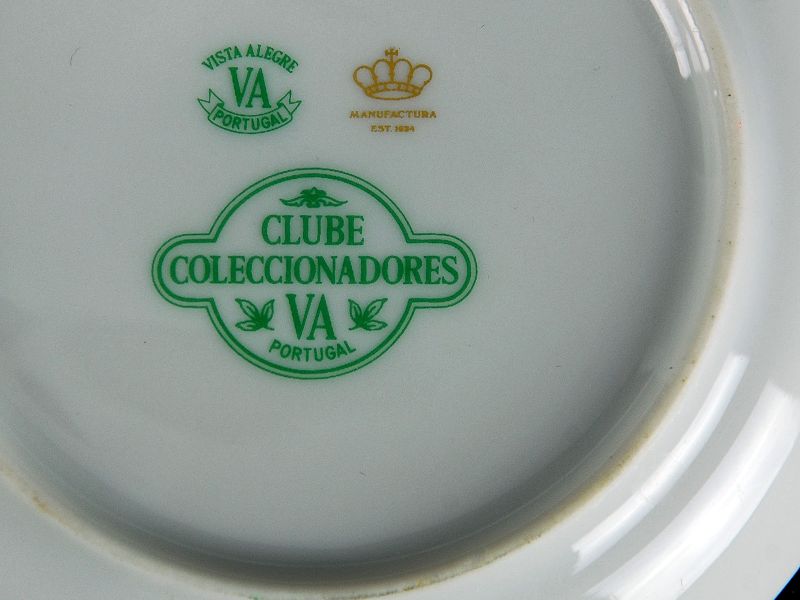 VISTA ALEGRE
VA
PORTUGAL
MANUFACTURA
EST. 1824
CLUBE
COLECCIONADORES
VA
PORTUGAL